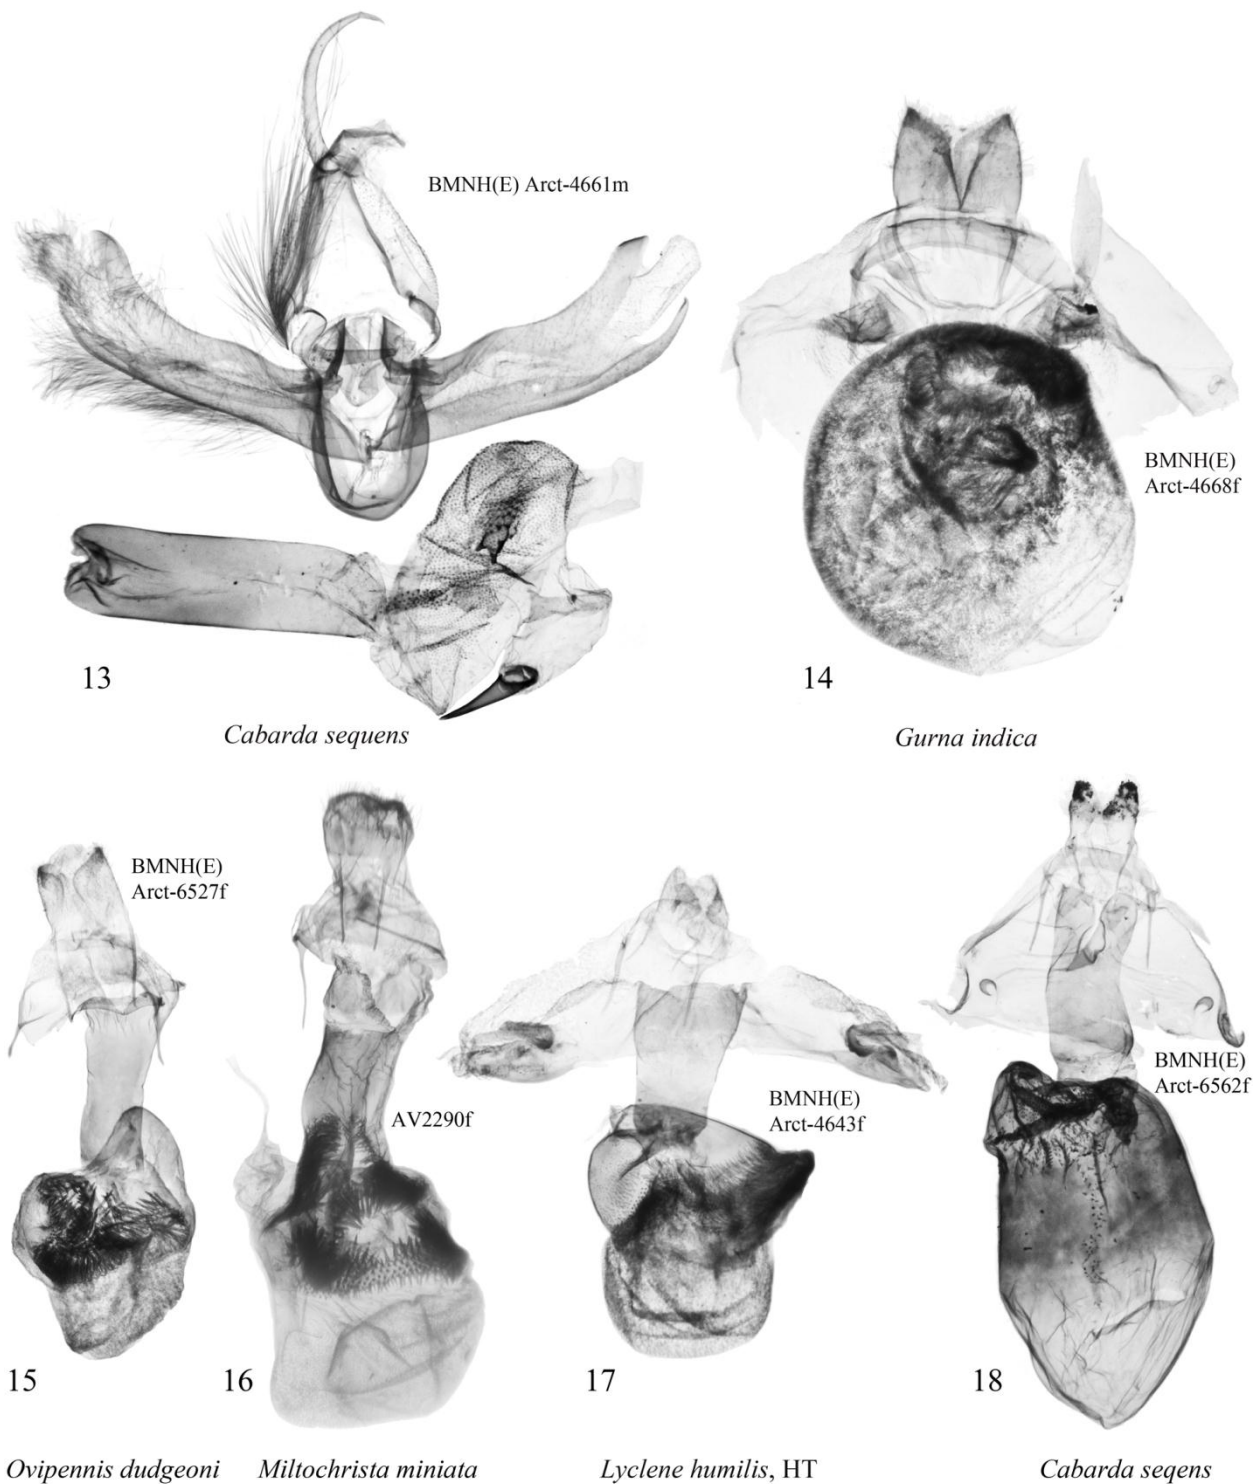 BMNH(E) Arct-4661m
BMNH(E)
Arct-4668f
13
14
Cabarda sequens
Gurna indica
BMNH(E)
Arct-6527f
AV2290f
BMNH(E)
Arct-4643f
BMNH(E)
Arct-6562f
15
16
17
18
Ovipennis dudgeoni
Miltochrista miniata
Lyclene humilis, HT
Cabarda seqens